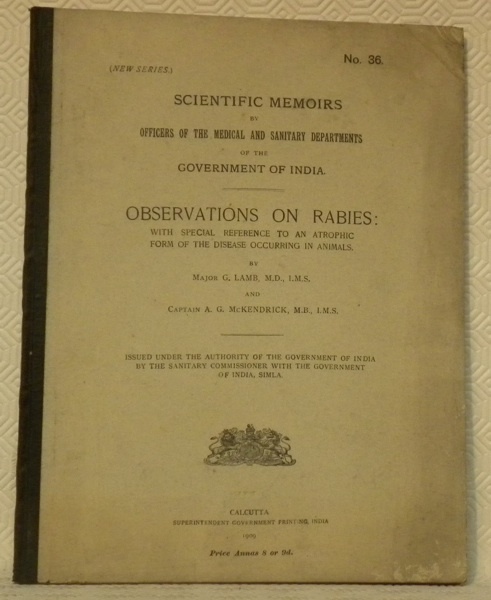 No. 36.
(NEW SERIES.)
SCIENTIFIC MEMOIRS
BY
OFFICERS OF THE MEDICAL AND SANITARY DEPARTMENTS
OF THE
GOVERNMENT OF INDIA.
OBSERVATIONS ON RABIES:
WITH SPECIAL REFERENCE TO AN ATROPHIC
FORM OF THE DISEASE OCCURRING IN ANIMALS.
BY
MAJOR G. LAMB, M.D., I.M.S.
AND
CAPTAIN A. G. McKENDRICK, M.B., I.M.S.
ISSUED UNDER THE AUTHORITY OF THE GOVERNMENT OF INDIA
BY THE SANITARY COMMISSIONER WITH THE GOVERNMENT
OF INDIA, SIMLA.
CALCUTTA
SUPERINTENDENT GOVERNMENT PRINTING, INDIA
1909
Price Annas 8 or 9d.